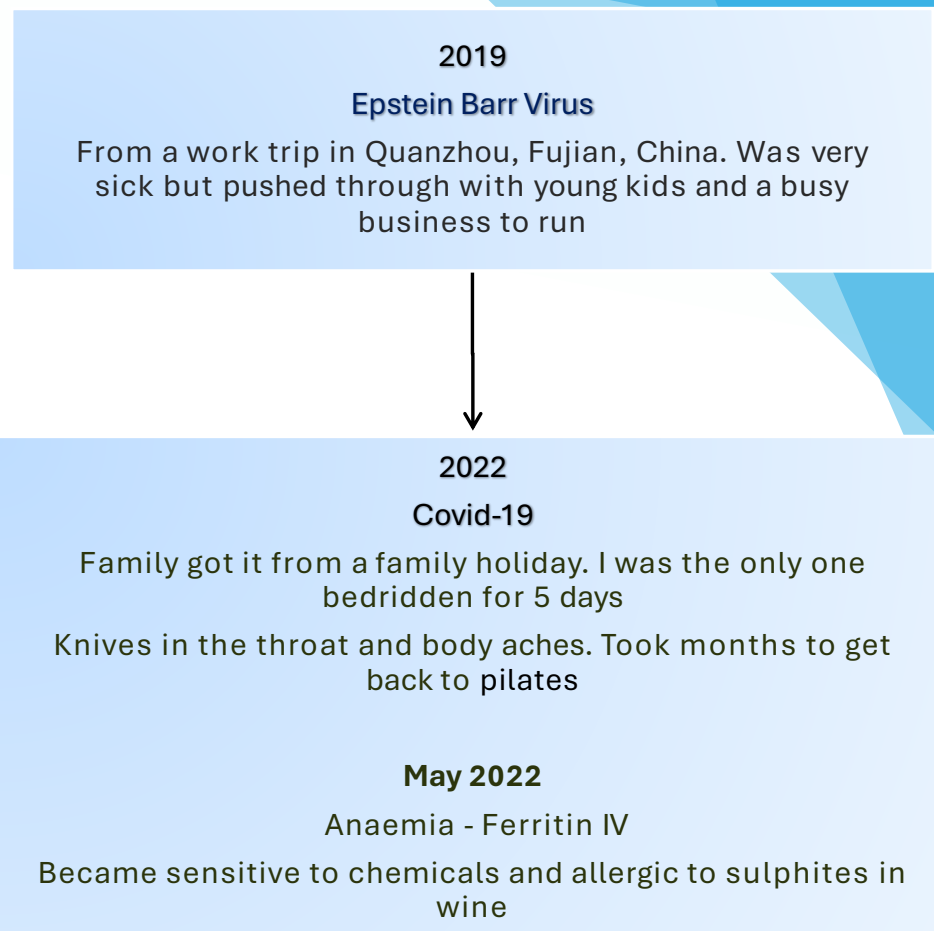 2019
Epstein Barr Virus
From a work trip in Quanzhou, Fujian, China. Was very
sick but pushed through with young kids and a busy
business to run
2022
Covid-19
Family got it from a family holiday. I was the only one
bedridden for 5 days
Knives in the throat and body aches. Took months to get
back to pilates
May 2022
Anaemia - Ferritin IV
Became sensitive to chemicals and allergic to sulphites in
wine